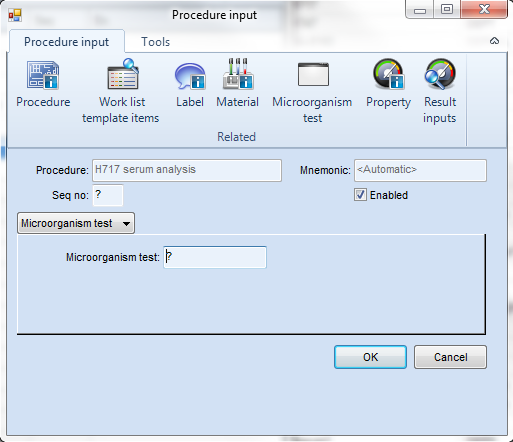 Procedure input
Procedure input Tools
Procedure
Work list
template items
Label
Material
Microorganism
test
Property
Result
inputs
Related
Procedure: H717 serum analysis Mnemonic: <Automatic>
Seq no: ? Enabled
Microorganism test
Microorganism test: ?
OK Cancel